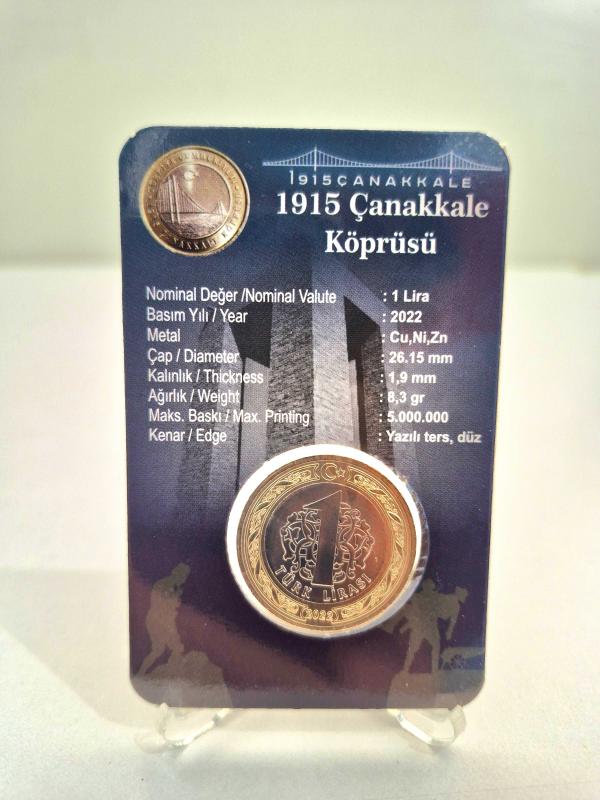 1915ÇANAKKALE
1915 Çanakkale
Köprüsü
Nominal Değer /Nominal Valute : 1 Lira
Basım Yılı / Year : 2022
Metal : Cu,Ni,Zn
Çap / Diameter : 26.15 mm
Kalınlık / Thickness : 1,9 mm
Ağırlık / Weight : 8,3 gr
Maks. Baskı / Max. Printing : 5.000.000
Kenar / Edge : Yazılı ters, düz
1
TÜRK LİRASI
2022